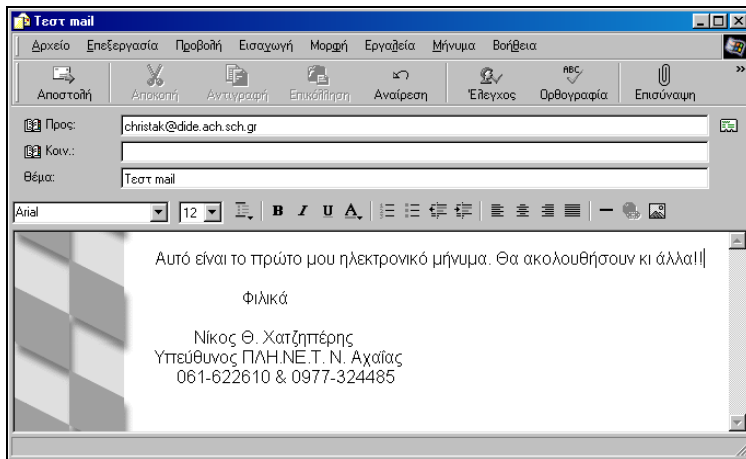 Τεστ mail
Αρχείο Επεξεργασία Προβολή Εισαγωγή Μορφή Εργαλεία Μήνυμα Βοήθεια
Αποστολή Αποκοπή Αντιγραφή Επικόλληση Αναίρεση Έλεγχος ABC Ορθογραφία Επισύναψη »
Προς: christak@dide.ach.sch.gr
Κοιν.:
Θέμα: Τεστ mail
Arial 12 B I U A
Αυτό είναι το πρώτο μου ηλεκτρονικό μήνυμα. Θα ακολουθήσουν κι άλλα!!
Φιλικά
Νίκος Θ. Χατζηπέρης
Υπεύθυνος ΠΛΗ.ΝΕ.Τ. Ν. Αχαΐας
061-622610 & 0977-324485